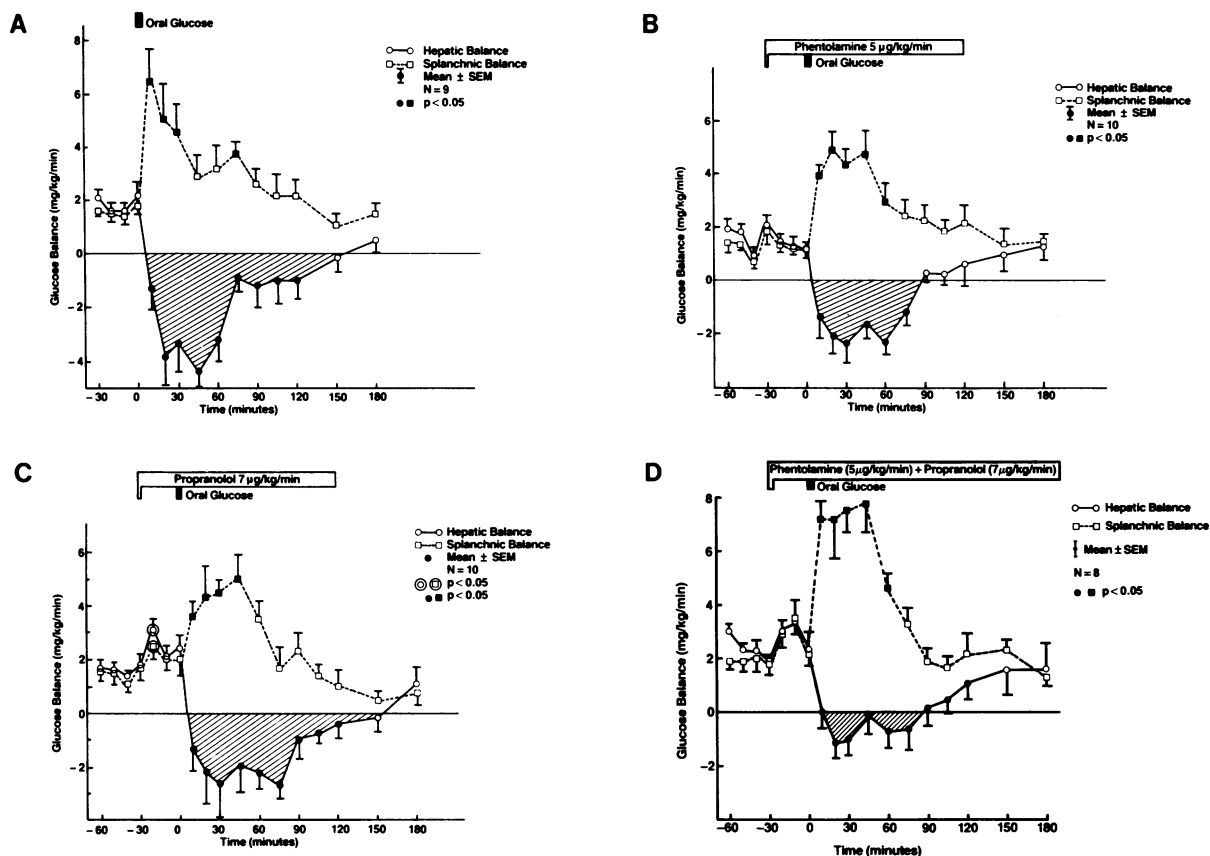 A
Oral Glucose
Hepatic Balance
Splanchnic Balance
Mean ± SEM
N = 9
p < 0.05
Glucose Balance (mg/kg/min)
8
6
4
2
0
−2
−4
−30 0 30 60 90 120 150 180
Time (minutes)
B
Phentolamine 5 µg/kg/min
Oral Glucose
Hepatic Balance
Splanchnic Balance
Mean ± SEM
N = 10
p < 0.05
Glucose Balance (mg/kg/min)
6
4
2
0
−2
−60 −30 0 30 60 90 120 150 180
Time (minutes)
C
Propranolol 7 µg/kg/min
Oral Glucose
Hepatic Balance
Splanchnic Balance
Mean ± SEM
N = 10
p < 0.05
p < 0.05
Glucose Balance (mg/kg/min)
6
4
2
0
−2
−60 −30 0 30 60 90 120 150 180
Time (minutes)
D
Phentolamine (5µg/kg/min) + Propranolol (7µg/kg/min)
Oral Glucose
Hepatic Balance
Splanchnic Balance
Mean ± SEM
N = 8
p < 0.05
Glucose Balance (mg/kg/min)
8
6
4
2
0
−2
−60 −30 0 30 60 90 120 150 180
Time (minutes)